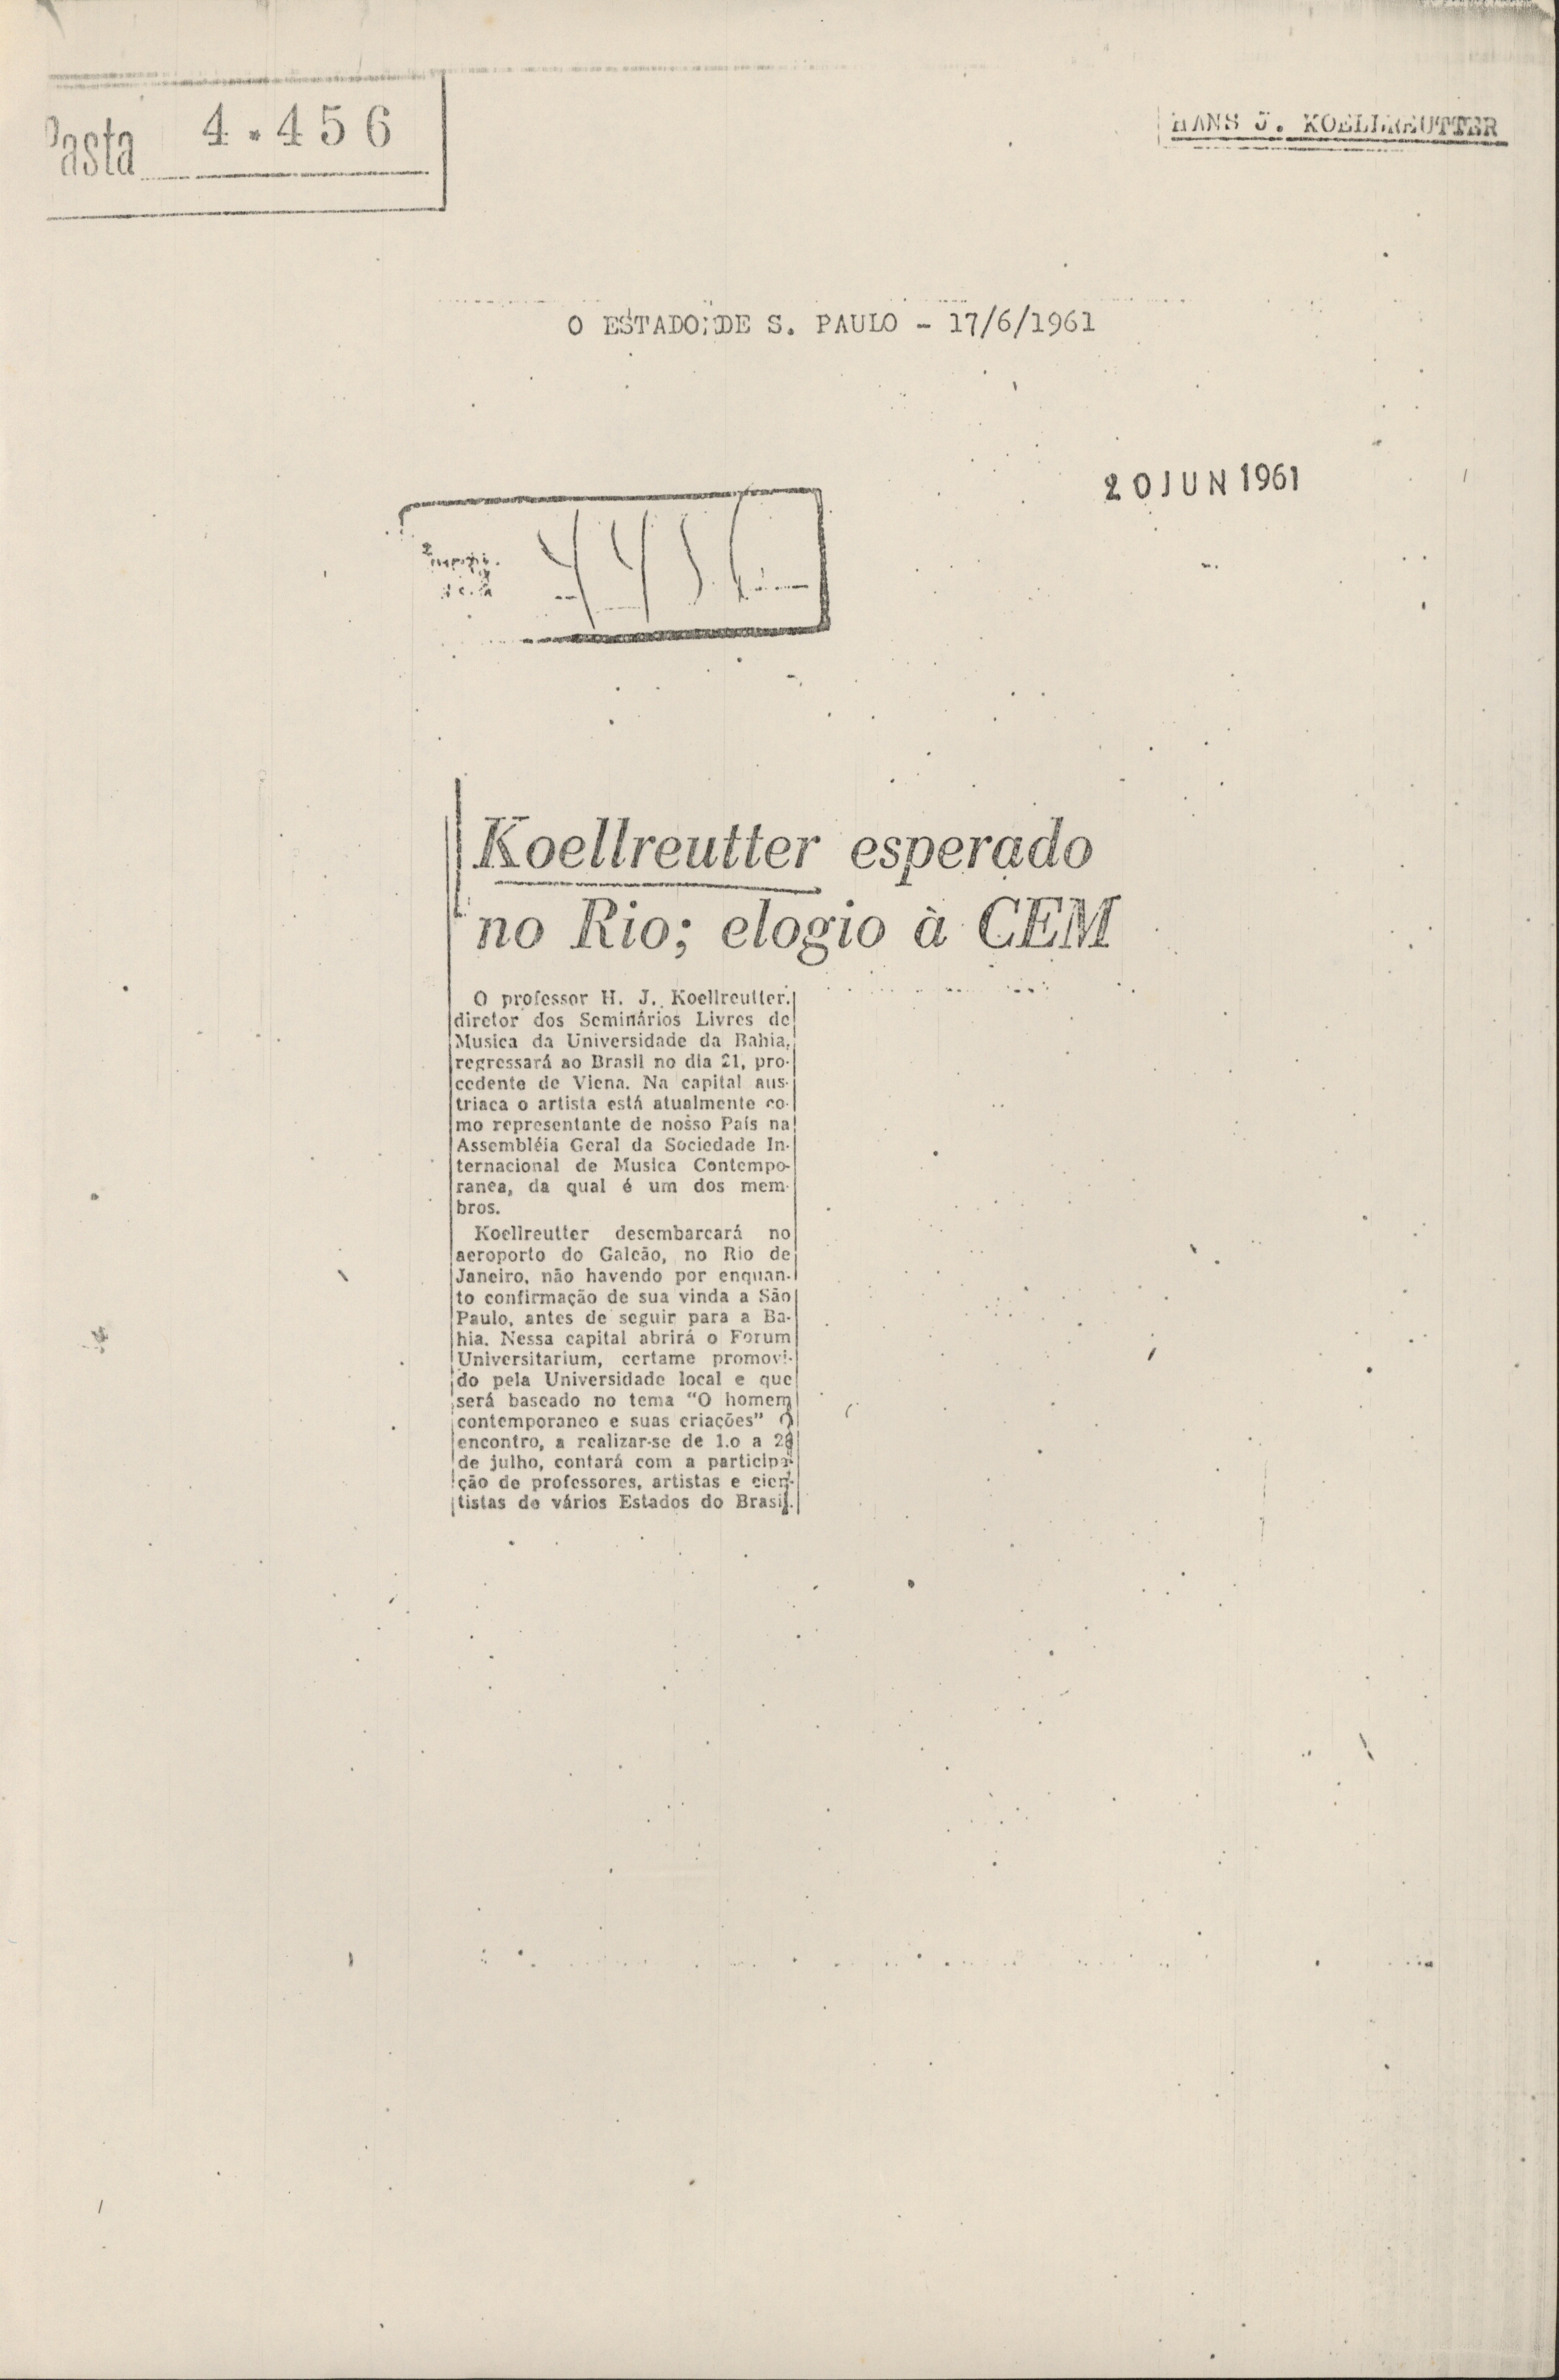 Pasta 4.456
HANS J. KOELLREUTTER
O ESTADO DE S. PAULO - 17/6/1961
20 JUN 1961
4456
Koellreutter esperado
no Rio; elogio à CEM
O professor H. J. Koellreutter,
diretor dos Seminários Livres de
Musica da Universidade da Bahia,
regressará ao Brasil no dia 21, pro-
cedente de Viena. Na capital aus-
triaca o artista está atualmente co-
mo representante de nosso País na
Assembléia Geral da Sociedade In-
ternacional de Musica Contempo-
ranea, da qual é um dos mem-
bros.
Koellreutter desembarcará no
aeroporto do Galeão, no Rio de
Janeiro, não havendo por enquan-
to confirmação de sua vinda a São
Paulo, antes de seguir para a Ba-
hia. Nessa capital abrirá o Forum
Universitarium, certame promovi-
do pela Universidade local e que
será baseado no tema "O homem
contemporaneo e suas criações" O
encontro, a realizar-se de 1.o a
de julho, contará com a participa-
ção de professores, artistas e cien-
tistas de vários Estados do Brasil.